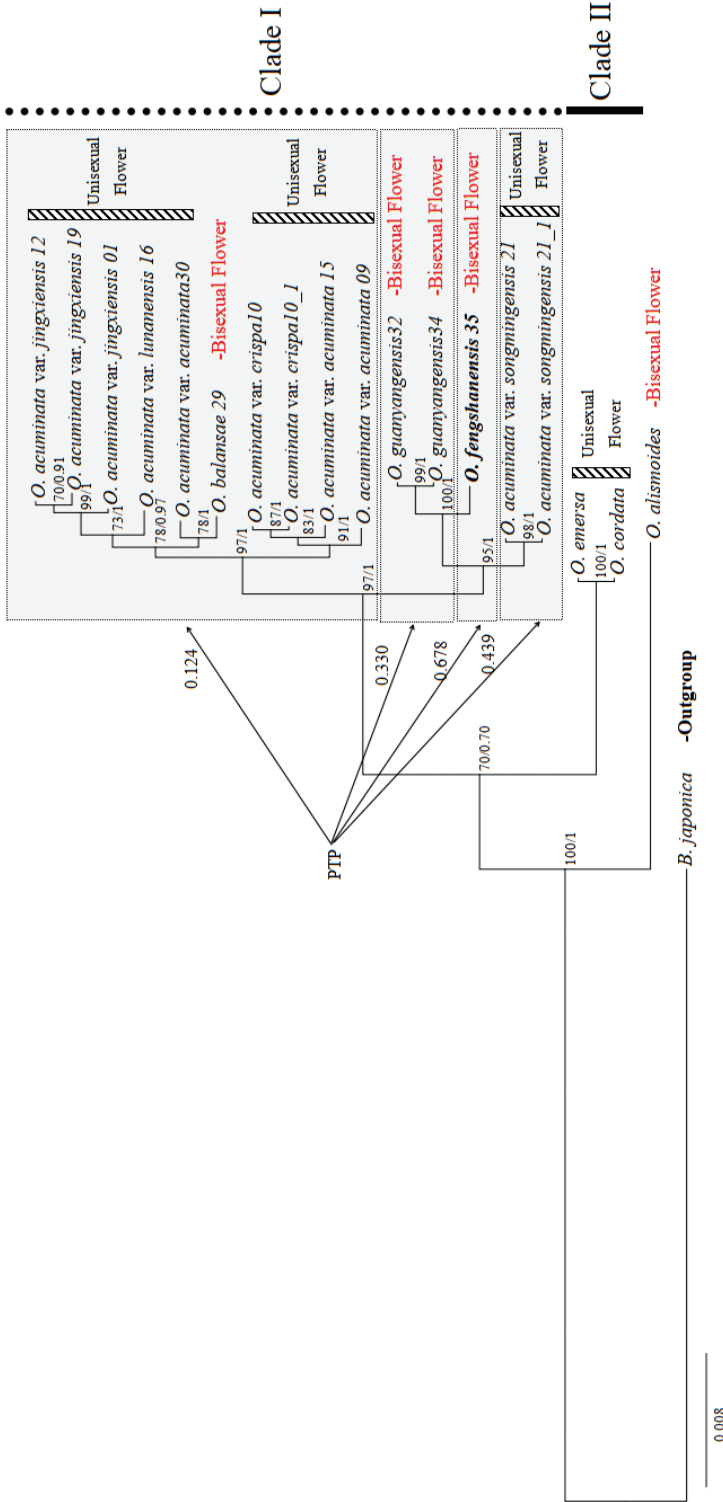 O. acuminata var. jingxiensis 12
70/0.91
O. acuminata var. jingxiensis 19
99/1
O. acuminata var. jingxiensis 01
73/1
O. acuminata var. lunanensis 16
78/0.97
O. acuminata var. acuminata30
78/1
O. balansae 29 -Bisexual Flower
97/1
O. acuminata var. crispa10
87/1
O. acuminata var. crispa10_1
83/1
O. acuminata var. acuminata 15
91/1
O. acuminata var. acuminata 09
97/1
O. guanyangensis32 -Bisexual Flower
99/1
O. guanyangensis34 -Bisexual Flower
100/1
O. fengshanensis 35 -Bisexual Flower
95/1
O. acuminata var. songmingensis 21
98/1
O. acuminata var. songmingensis 21_1
70/0.70
O. emersa
100/1
O. cordata
100/1
O. alismoides -Bisexual Flower
B. japonica -Outgroup
Unisexual
Flower
Unisexual
Flower
Unisexual
Flower
Unisexual
Flower
Clade I
Clade II
PTP
0.124
0.330
0.678
0.439
0.008